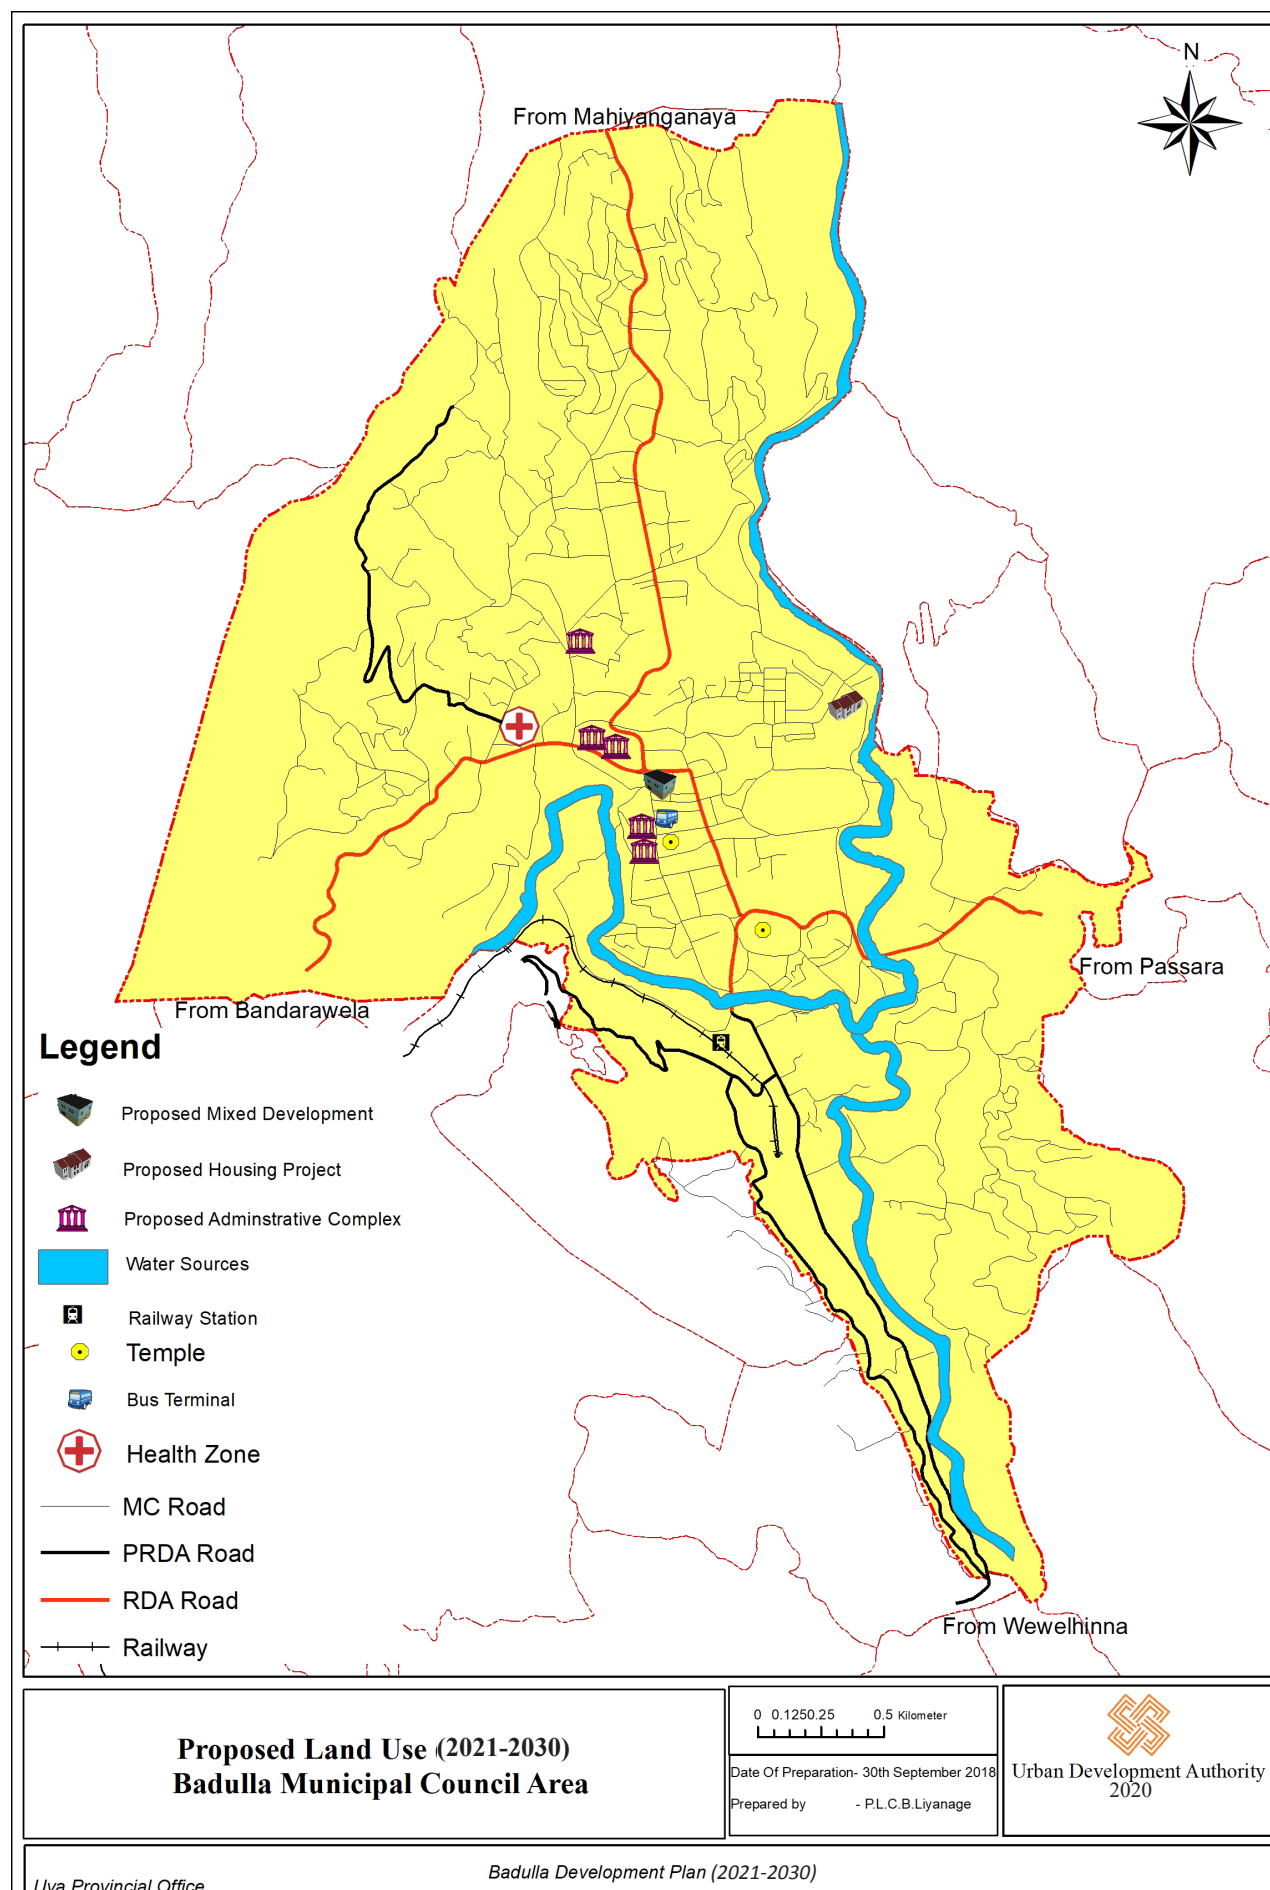 N
From Mahiyanganaya
From Passara
From Bandarawela
Legend
Proposed Mixed Development
Proposed Housing Project
Proposed Adminstrative Complex
Water Sources
Railway Station
Temple
Bus Terminal
Health Zone
MC Road
PRDA Road
RDA Road
Railway
From Wewelhinna
Proposed Land Use (2021-2030)
Badulla Municipal Council Area
0 0.1250.25 0.5 Kilometer
Date Of Preparation- 30th September 2018
Prepared by - P.L.C.B.Liyanage
Urban Development Authority
2020
Badulla Development Plan (2021-2030)
Uva Provincial Office